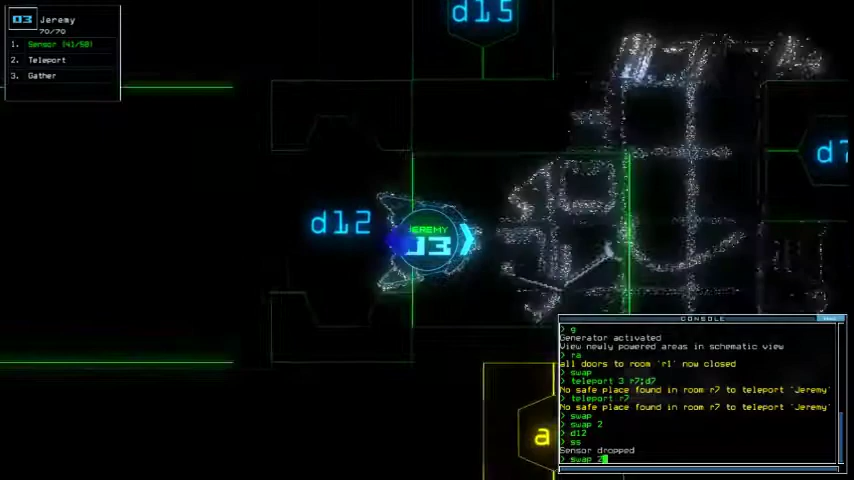 03 Jeremy
70/70
1. Sensor (41/50)
2. Teleport
3. Gather
d15
d7
d12
JEREMY
03
a
CONSOLE
> g
Generator activated
View newly powered areas in schematic view
> ra
all doors to room 'r1' now closed
> swap
> teleport 3 r7;d7
No safe place found in room r7 to teleport 'Jeremy'
> teleport r7
No safe place found in room r7 to teleport 'Jeremy'
> swap
> swap 2
> d12
> ss
Sensor dropped
> swap 2